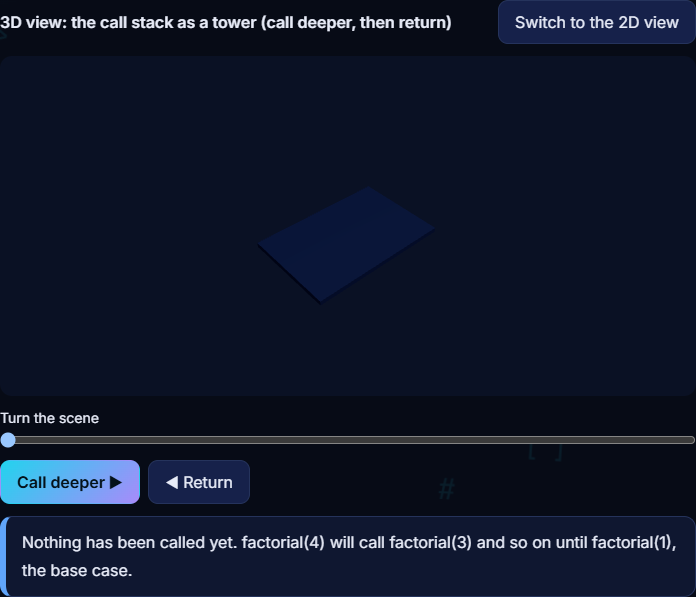 3D view: the call stack as a tower (call deeper, then return)
Switch to the 2D view
Turn the scene
[ ]
#
Call deeper ▶
◀ Return
Nothing has been called yet. factorial(4) will call factorial(3) and so on until factorial(1),
the base case.